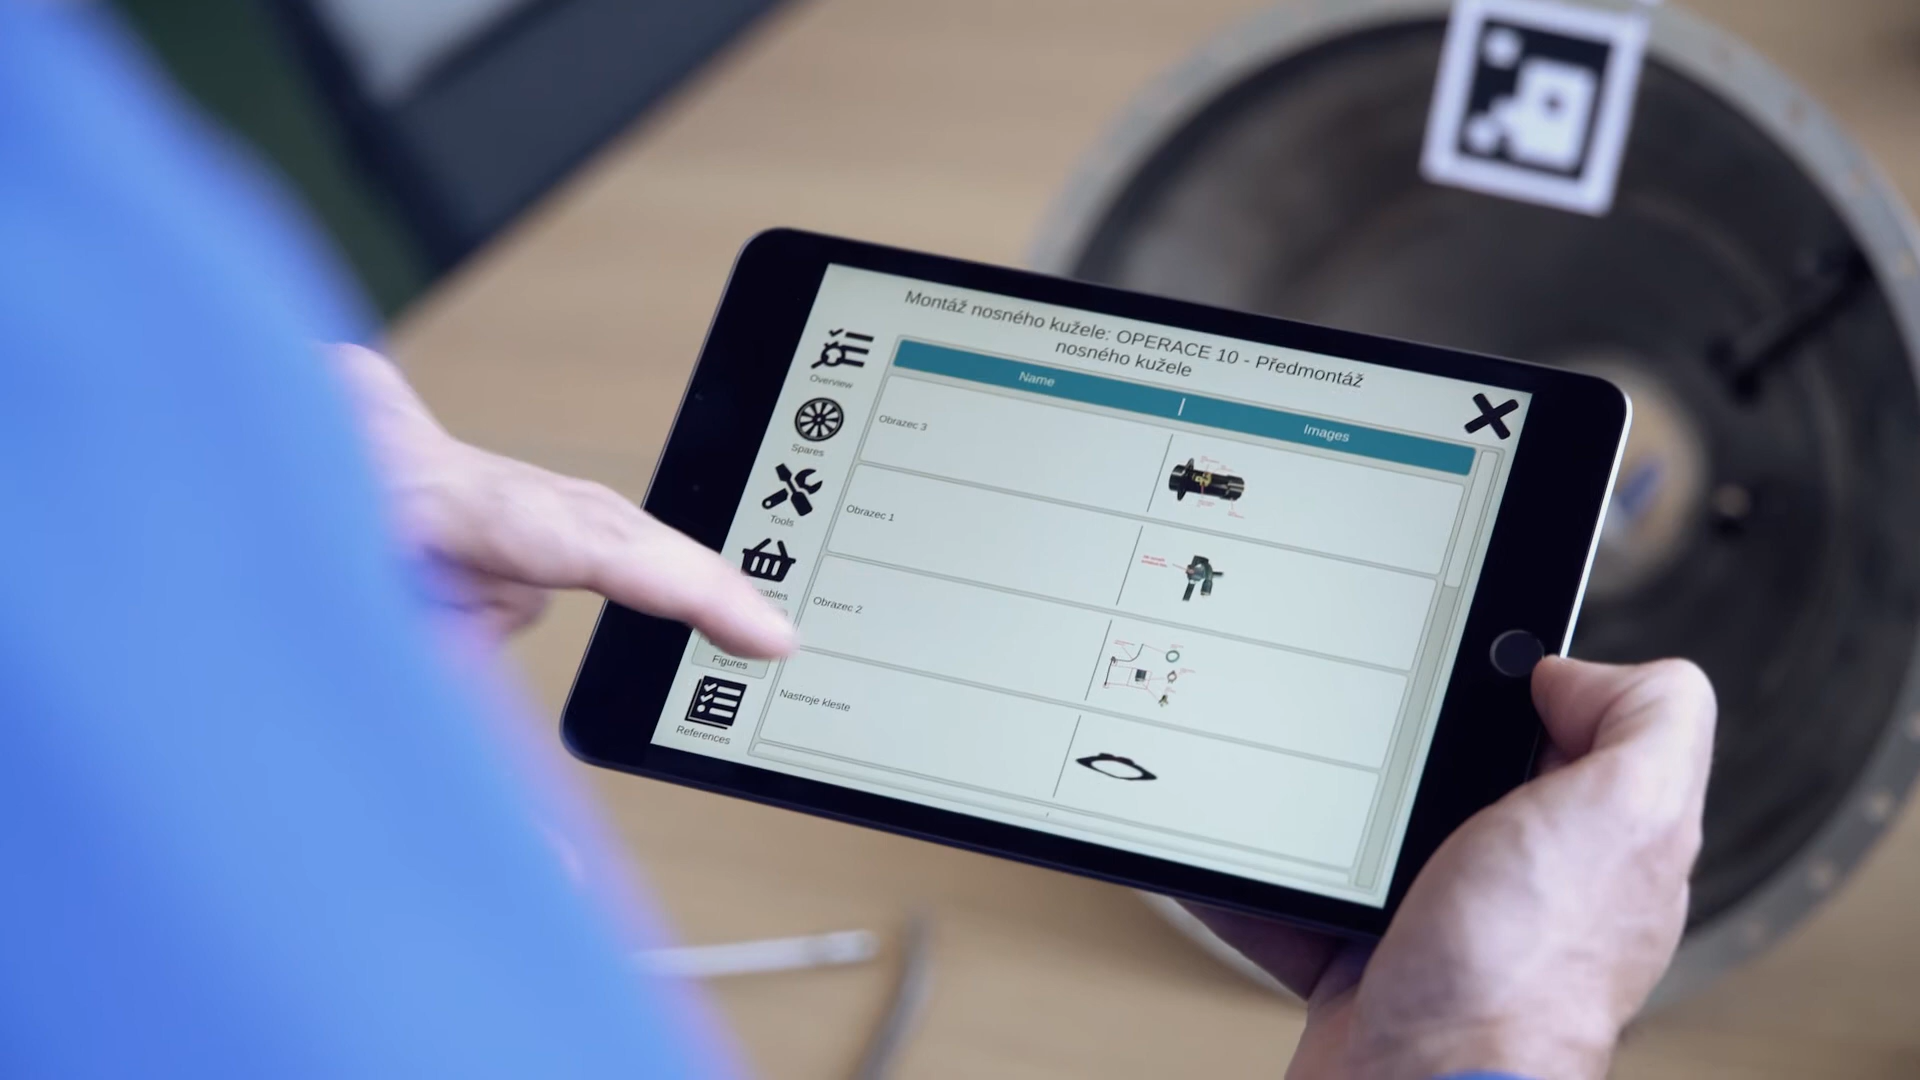 Montáž nosného kužele: OPERACE 10 - Předmontáž
nosného kužele
Overview
Spares
Tools
Figures
References
Name
Images
Obrazec 3
Obrazec 1
Obrazec 2
Nastroje kleste